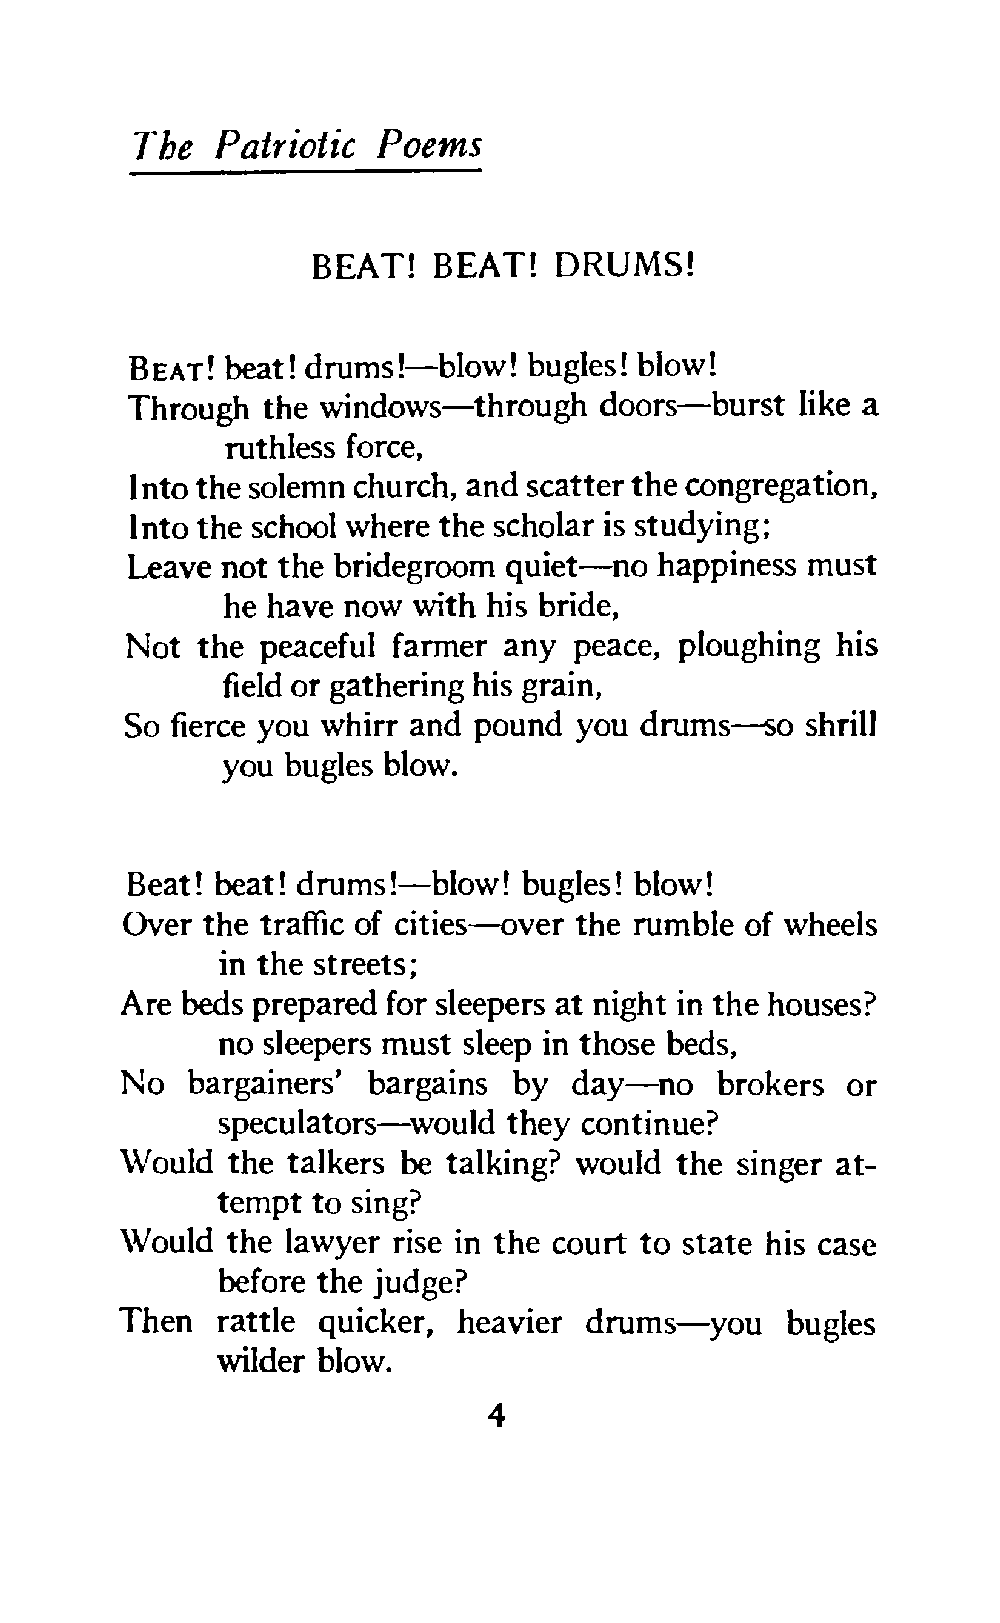 The Patriotic Poems
BEAT! BEAT! DRUMS!
BEAT! beat! drums!—blow! bugles! blow!
Through the windows—through doors—burst like a
ruthless force,
Into the solemn church, and scatter the congregation,
Into the school where the scholar is studying;
Leave not the bridegroom quiet—no happiness must
he have now with his bride,
Not the peaceful farmer any peace, ploughing his
field or gathering his grain,
So fierce you whirr and pound you drums—so shrill
you bugles blow.
Beat! beat! drums!—blow! bugles! blow!
Over the traffic of cities—over the rumble of wheels
in the streets;
Are beds prepared for sleepers at night in the houses?
no sleepers must sleep in those beds,
No bargainers' bargains by day—no brokers or
speculators—would they continue?
Would the talkers be talking? would the singer at-
tempt to sing?
Would the lawyer rise in the court to state his case
before the judge?
Then rattle quicker, heavier drums—you bugles
wilder blow.
4